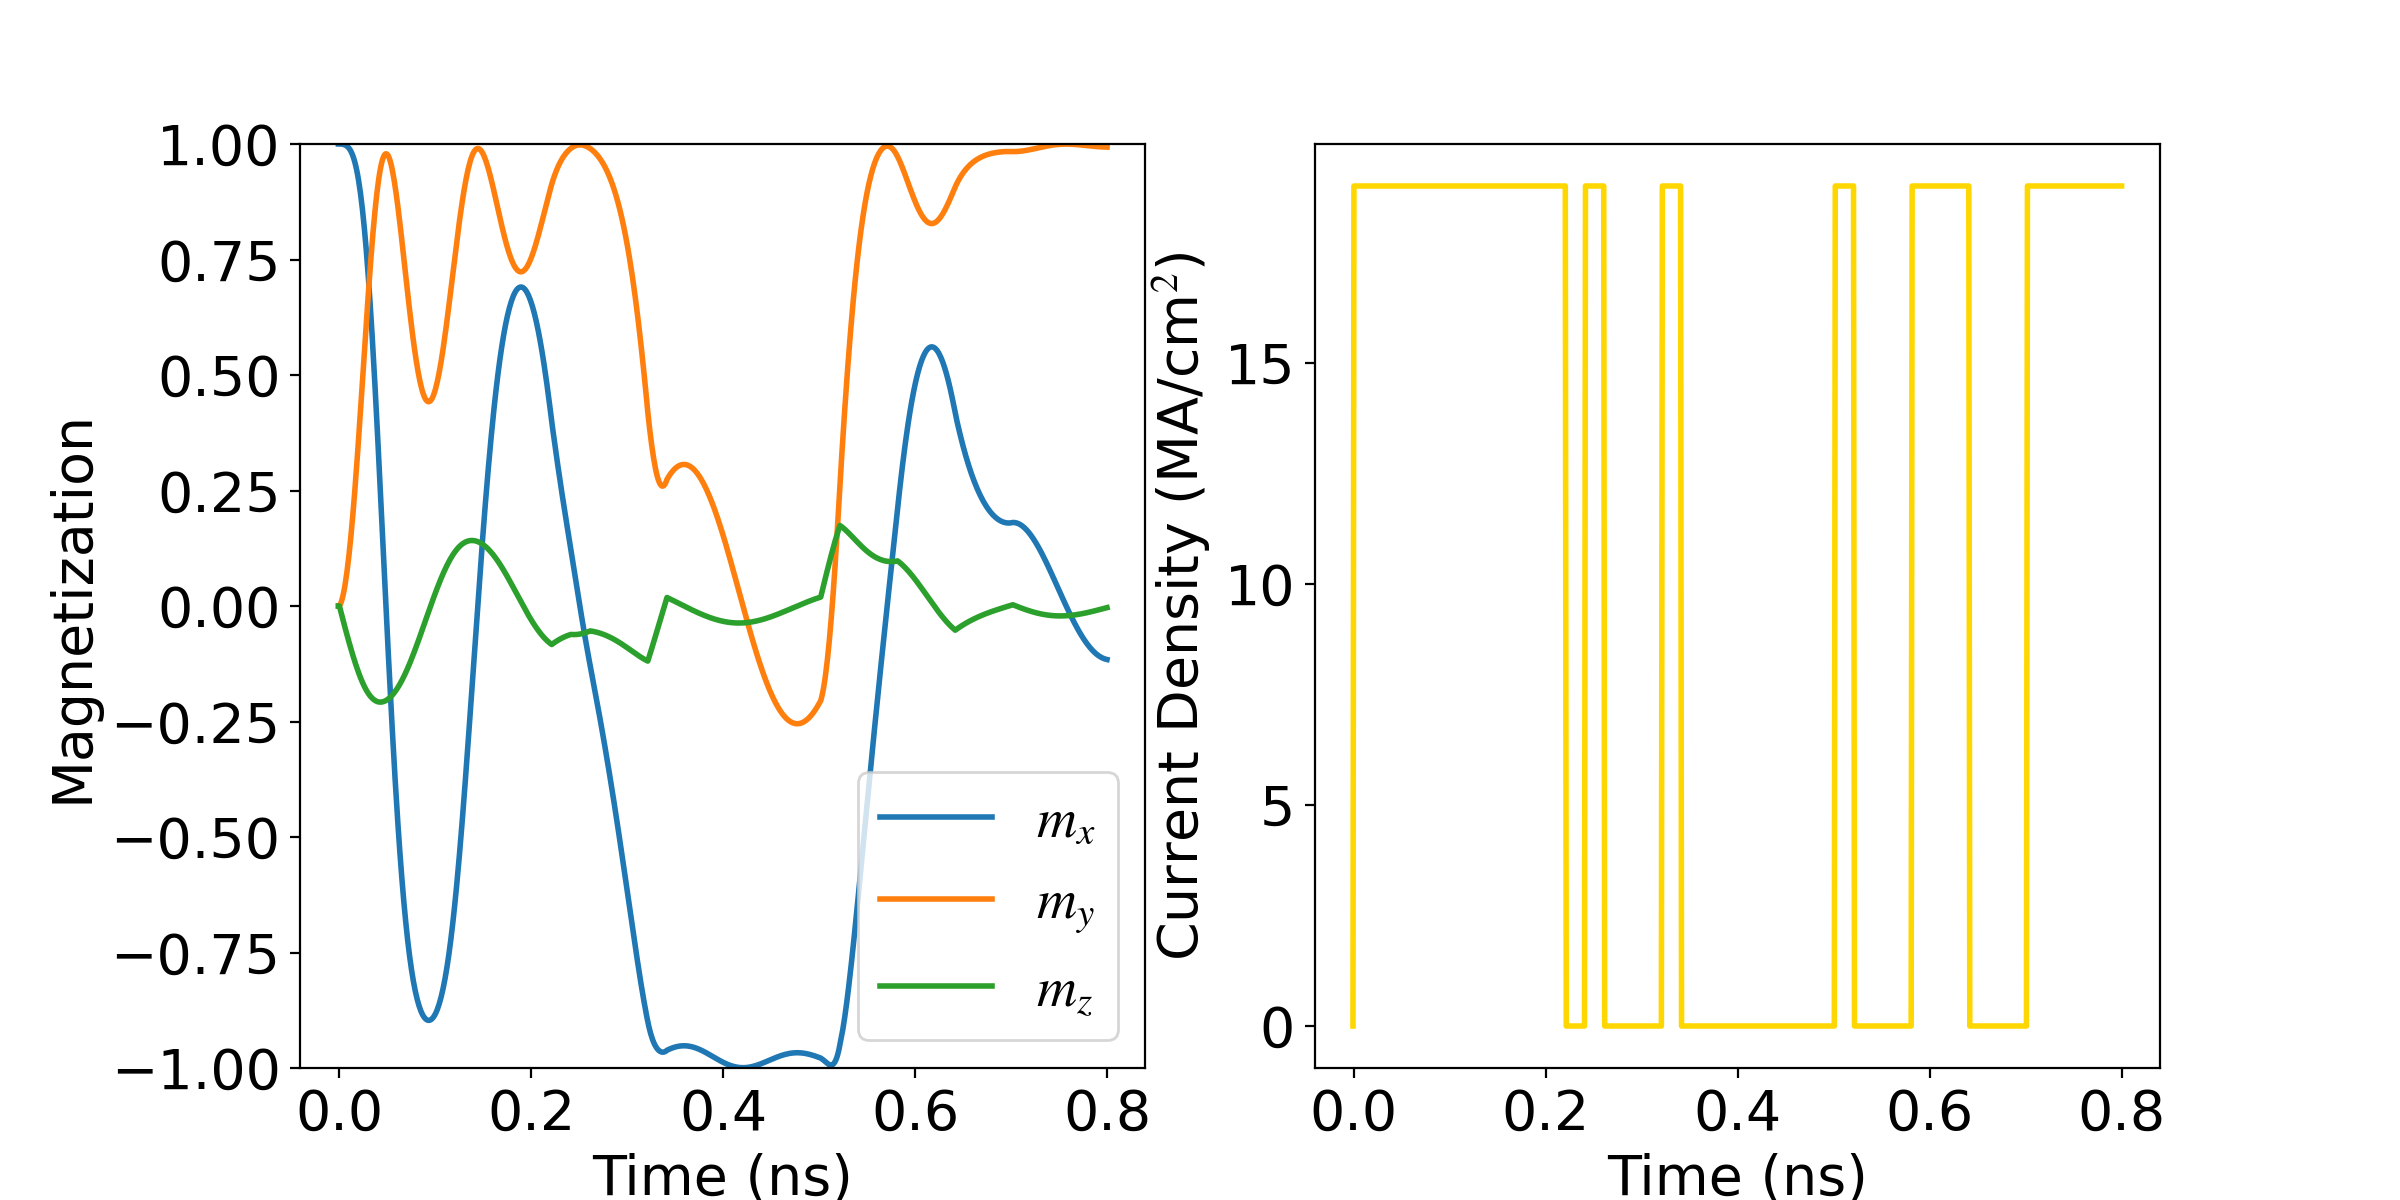 1.00
0.75
0.50
0.25
0.00
−0.25
−0.50
−0.75
−1.00
Magnetization
0.0 0.2 0.4 0.6 0.8
Time (ns)
m_x
m_y
m_z
Current Density (MA/cm²)
15
10
5
0
0.0 0.2 0.4 0.6 0.8
Time (ns)